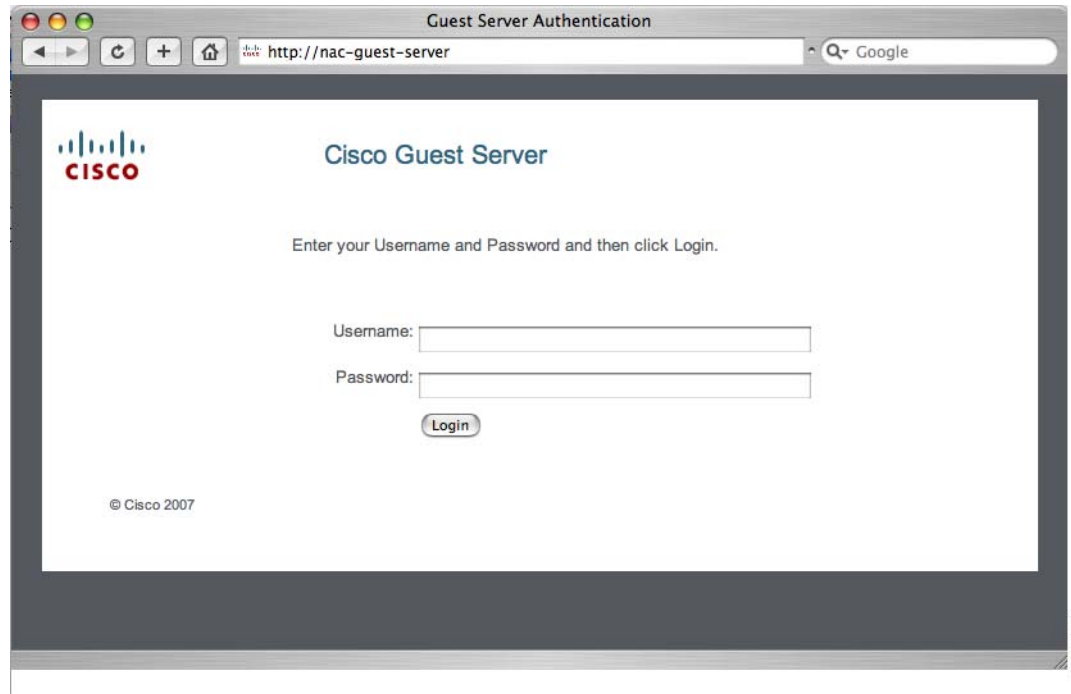 Guest Server Authentication
http://nac-guest-server
Google
CISCO
Cisco Guest Server
Enter your Username and Password and then click Login.
Username:
Password:
Login
© Cisco 2007